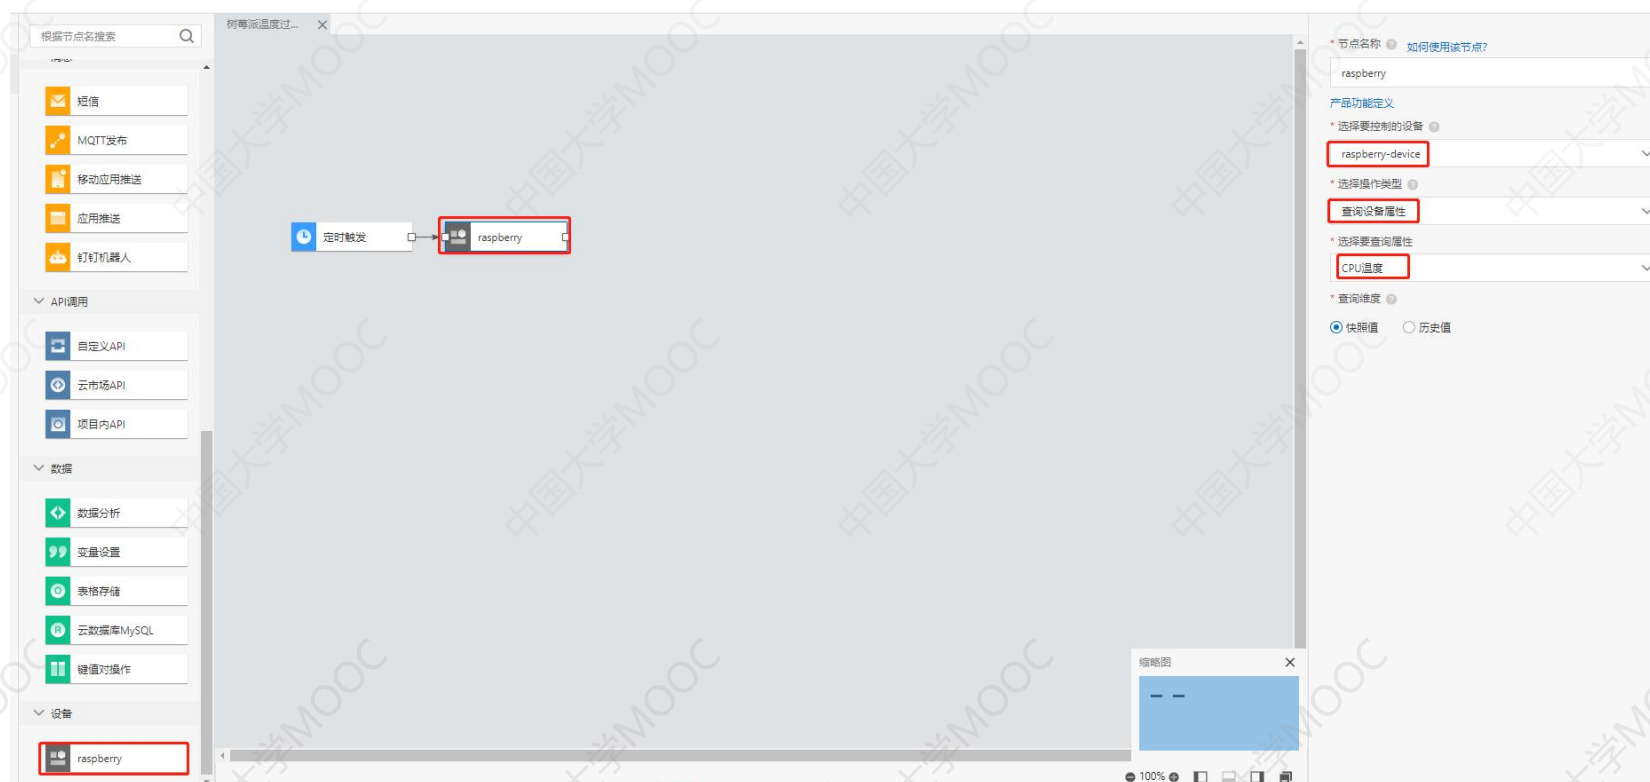 根据节点名搜索
短信
MQTT发布
移动应用推送
应用推送
钉钉机器人
API调用
自定义API
云市场API
项目内API
数据
数据分析
变量设置
表格存储
云数据库MySQL
键值对操作
设备
raspberry
树莓派温度过...
定时触发
raspberry
缩略图
100%
* 节点名称 如何使用该节点?
raspberry
产品功能定义
* 选择要控制的设备
raspberry-device
* 选择操作类型
查询设备属性
* 选择要查询属性
CPU温度
* 查询维度
快照值 历史值
中国大学MOOC